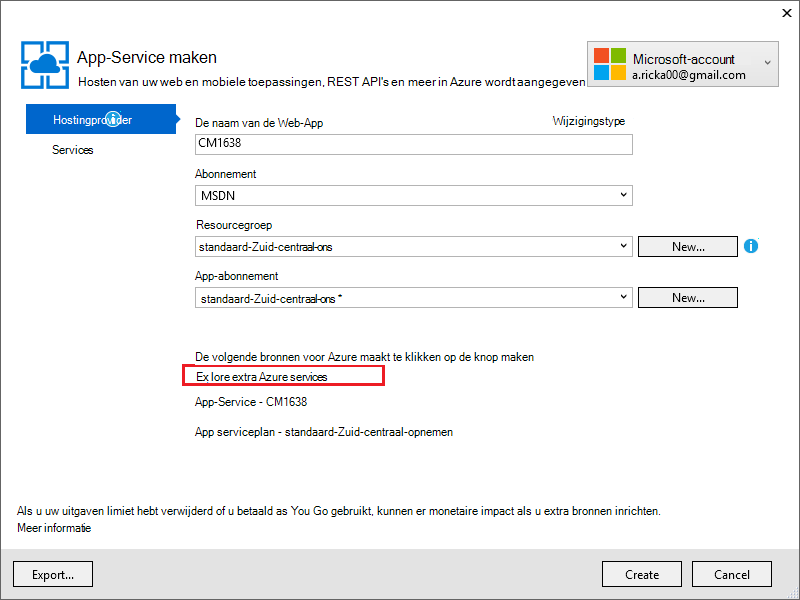 App-Service maken
Hosten van uw web en mobiele toepassingen, REST API's en meer in Azure wordt aangegeven
Microsoft-account
a.ricka00@gmail.com
Hostingprovider
Services
De naam van de Web-App
Wijzigingstype
CM1638
Abonnement
MSDN
Resourcegroep
standaard-Zuid-centraal-ons
New...
App-abonnement
standaard-Zuid-centraal-ons *
New...
De volgende bronnen voor Azure maakt te klikken op de knop maken
Ex lore extra Azure services
App-Service - CM1638
App serviceplan - standaard-Zuid-centraal-opnemen
Als u uw uitgaven limiet hebt verwijderd of u betaald as You Go gebruikt, kunnen er monetaire impact als u extra bronnen inrichten.
Meer informatie
Export...
Create
Cancel